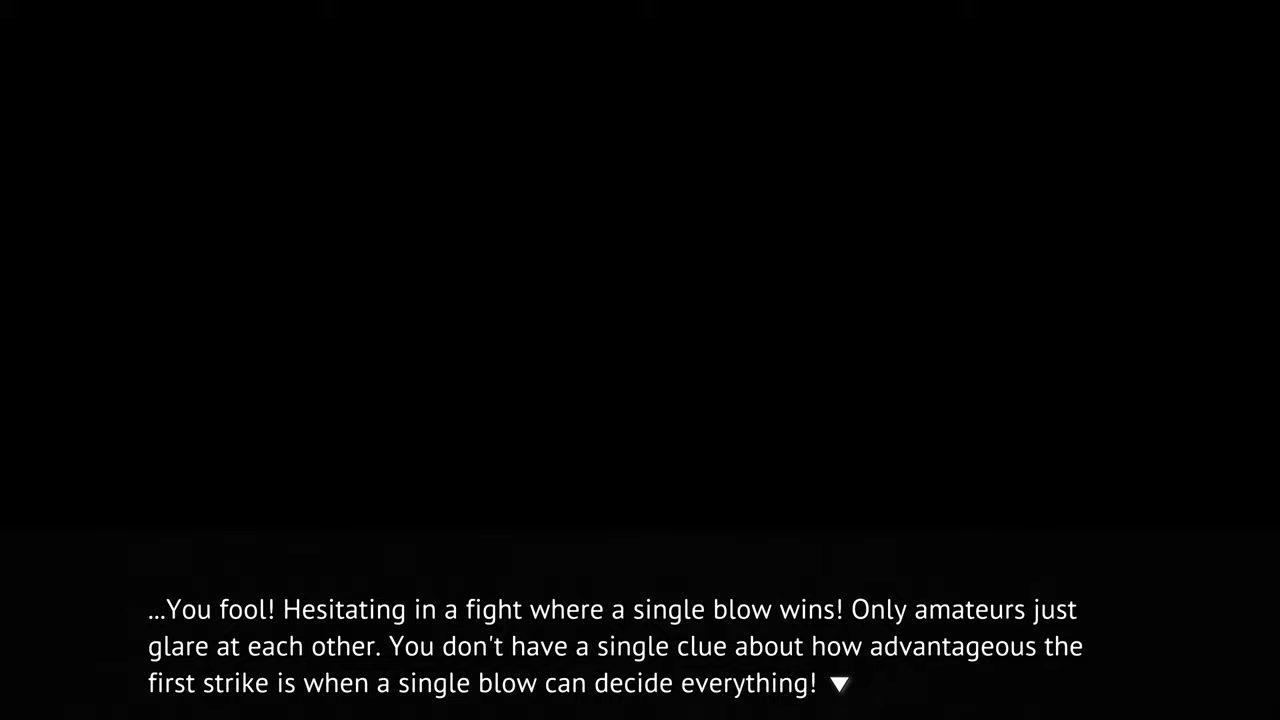 ...You fool! Hesitating in a fight where a single blow wins! Only amateurs just
glare at each other. You don't have a single clue about how advantageous the
first strike is when a single blow can decide everything! ▼